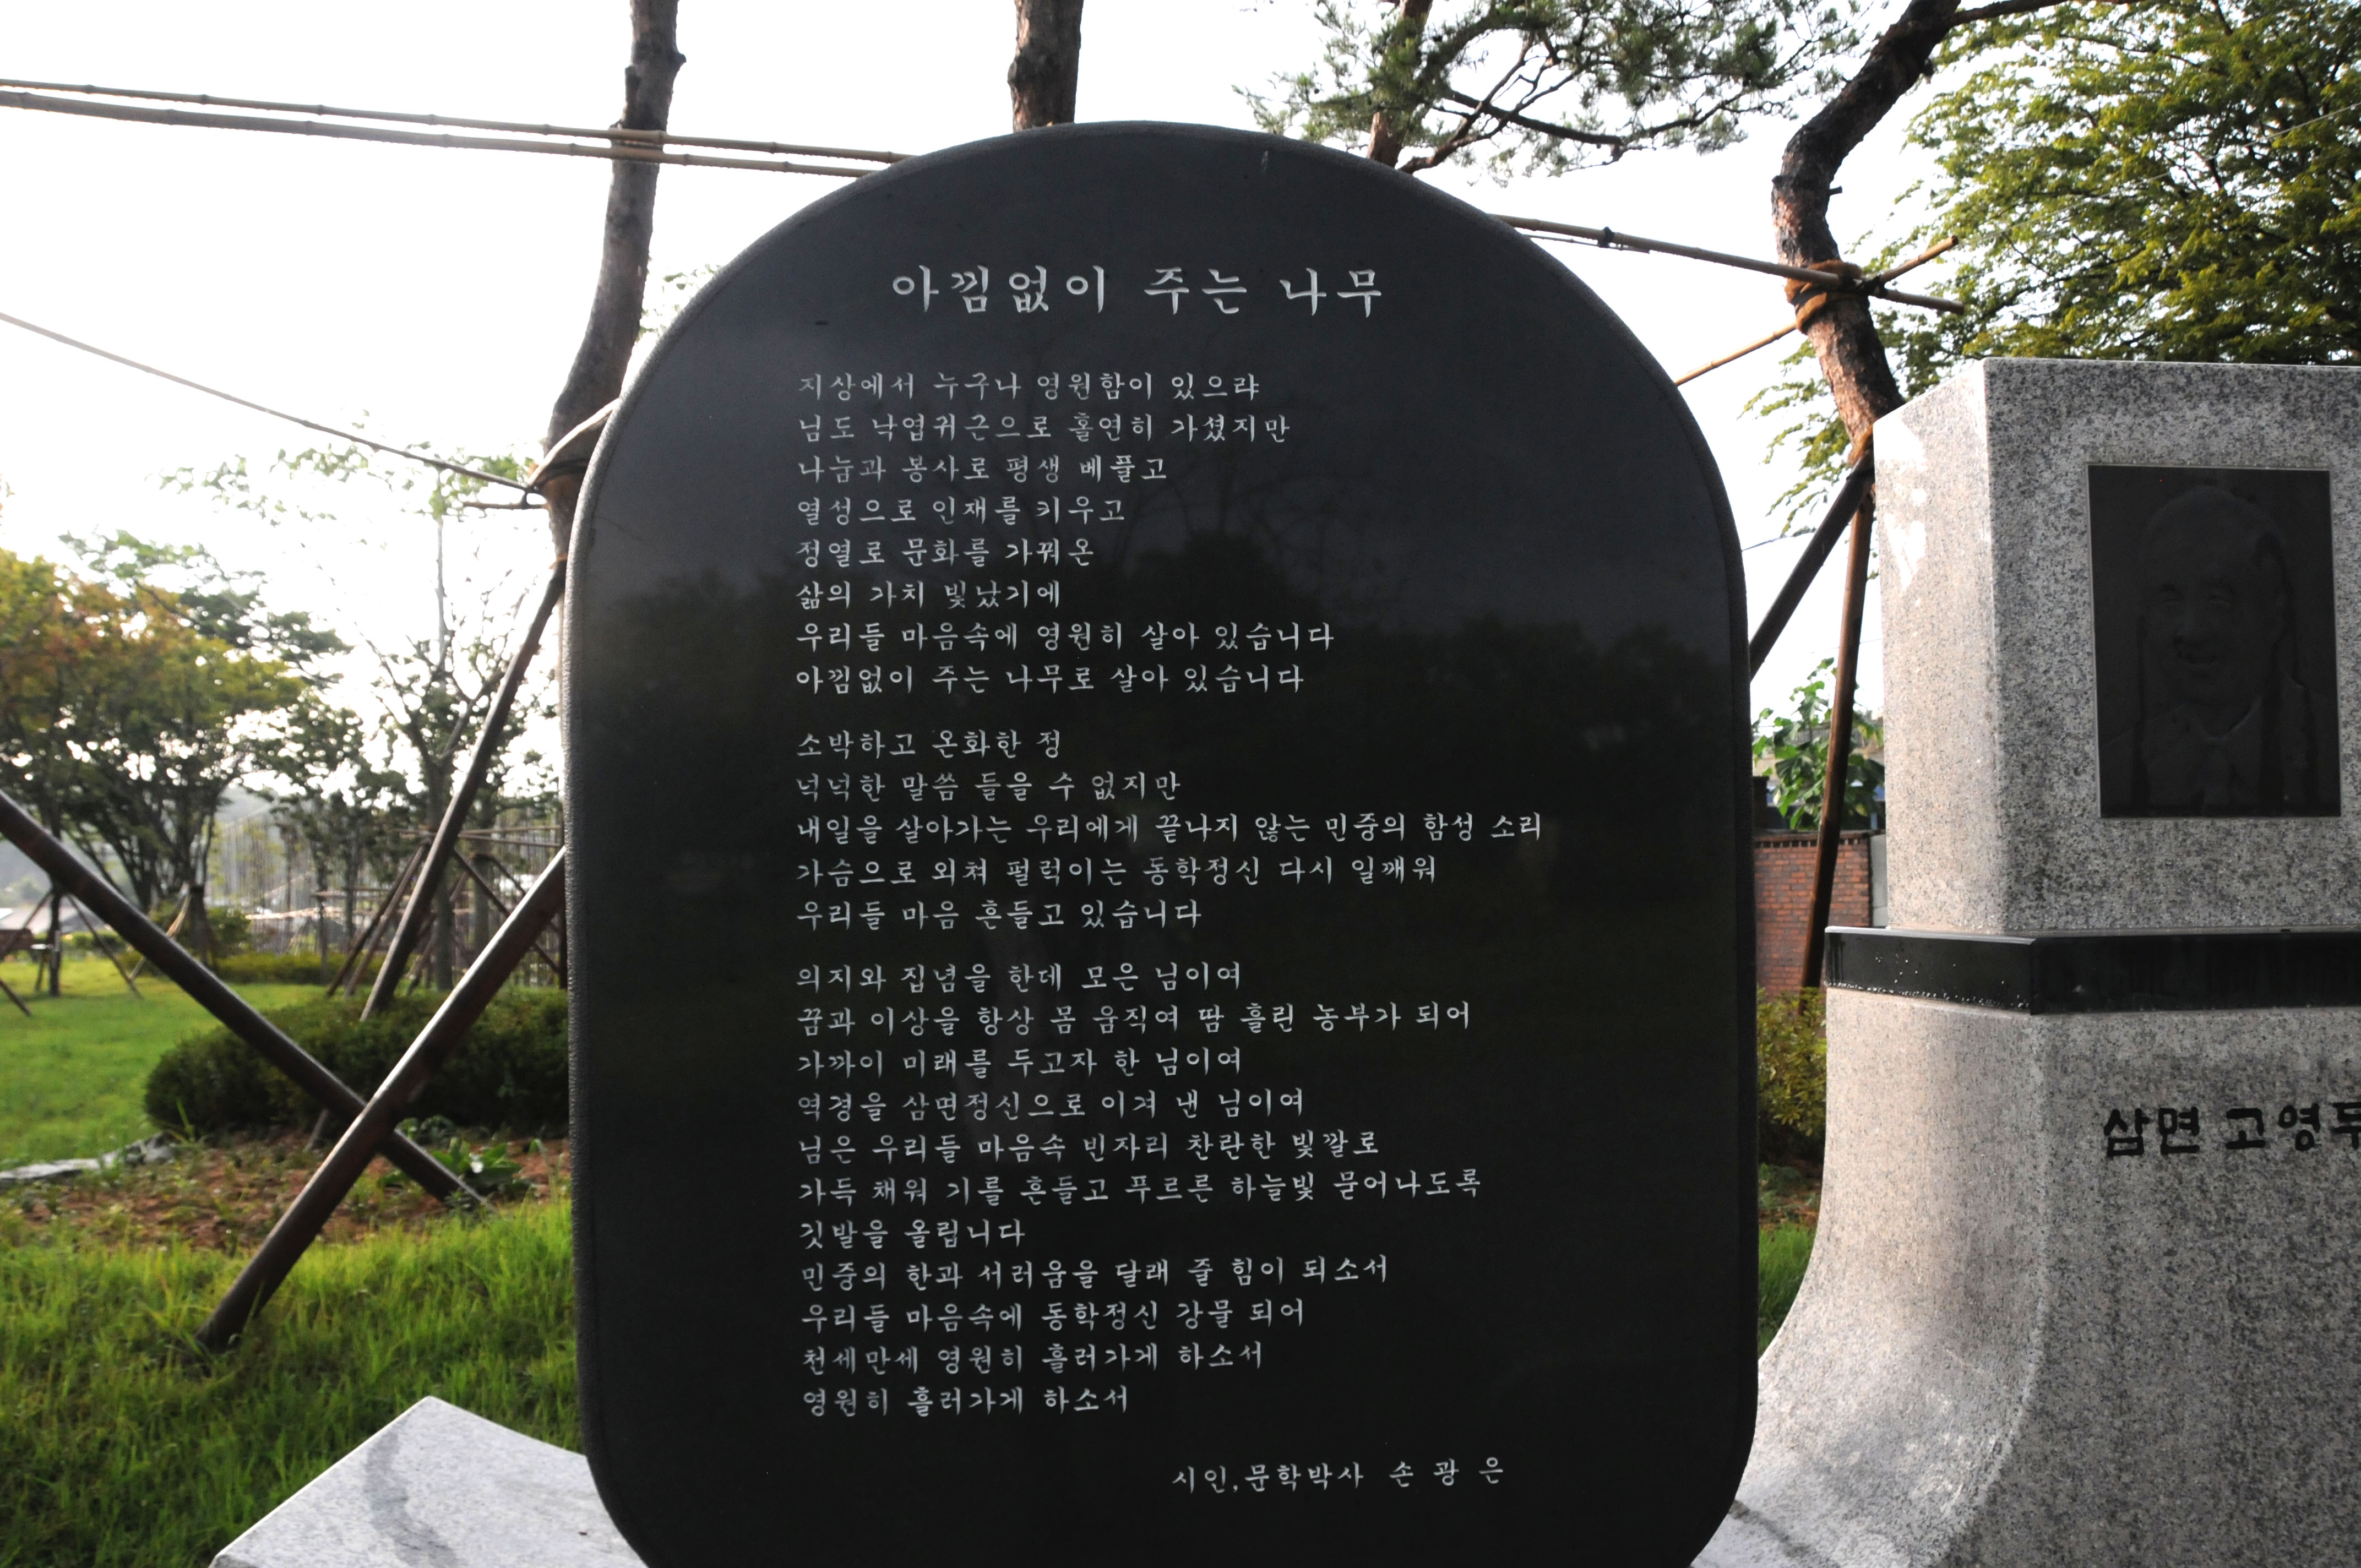 아낌없이 주는 나무
지상에서 누구나 영원함이 있으랴
님도 낙엽귀근으로 홀연히 가셨지만
나눔과 봉사로 평생 베풀고
열성으로 인재를 키우고
정열로 문화를 가꿔온
삶의 가치 빛났기에
우리들 마음속에 영원히 살아 있습니다
아낌없이 주는 나무로 살아 있습니다
소박하고 온화한 정
넉넉한 말씀 들을 수 없지만
내일을 살아가는 우리에게 끝나지 않는 민중의 함성 소리
가슴으로 외쳐 펄럭이는 동학정신 다시 일깨워
우리들 마음 흔들고 있습니다
의지와 집념을 한데 모은 님이여
꿈과 이상을 항상 몸 움직여 땀 흘린 농부가 되어
가까이 미래를 두고자 한 님이여
역경을 삼면정신으로 이겨 낸 님이여
님은 우리들 마음속 빈자리 찬란한 빛깔로
가득 채워 기를 흔들고 푸르른 하늘빛 묻어나도록
깃발을 올립니다
민중의 한과 서러움을 달래 줄 힘이 되소서
우리들 마음속에 동학정신 강물 되어
천세만세 영원히 흘러가게 하소서
영원히 흘러가게 하소서
시인,문학박사 손 광 은
삼면 고영